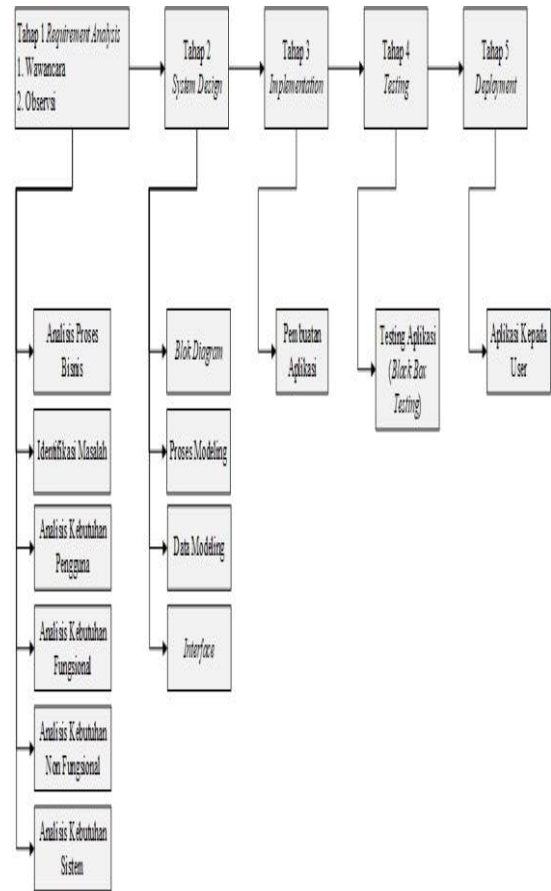 Tahap 1 Requirement Analysis
1. Wawancara
2. Observsi
Tahap 2
System Design
Tahap 3
Implementation
Tahap 4
Testing
Tahap 5
Deployment
Analisis Proses
Bisnis
Identifikasi Masalah
Analisis Kebutuhan
Pengguna
Analisis Kebutuhan
Fungsional
Analisis Kebutuhan
Non Fungsional
Analisis Kebutuhan
Sistem
Blok Diagram
Proses Modeling
Data Modeling
Interface
Pembuatan
Aplikasi
Testing Aplikasi
(Black Box
Testing)
Aplikasi Kepada
User